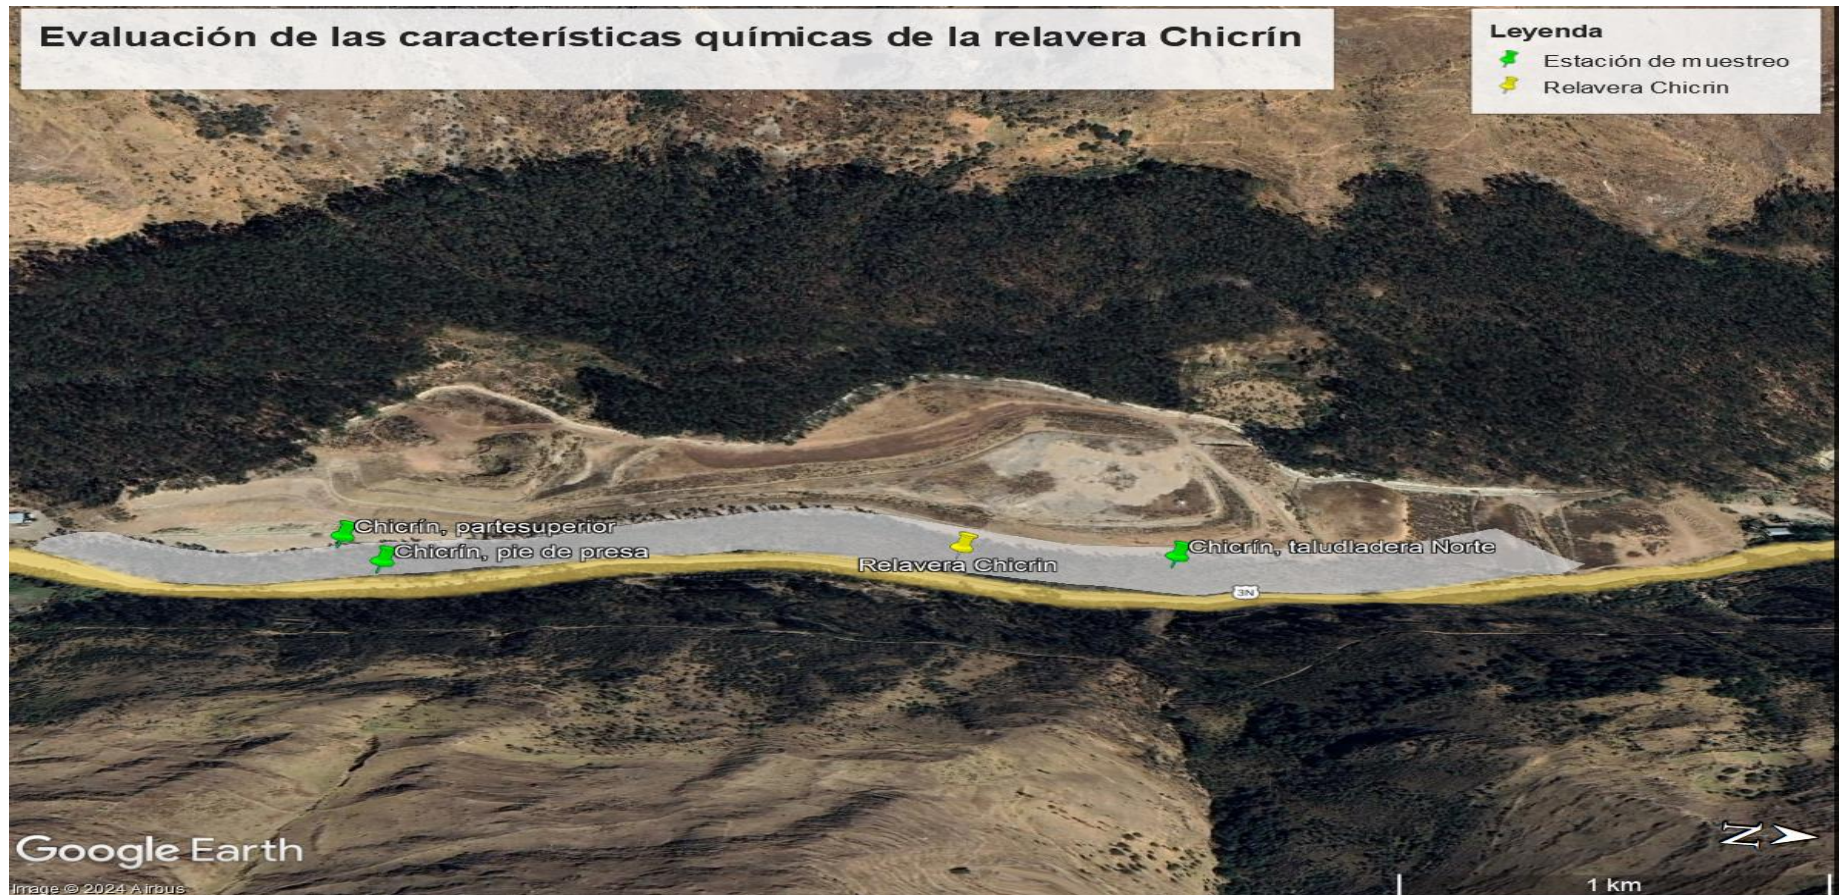 Evaluación de las características químicas de la relavera Chicrín
Leyenda
Estación de muestreo
Relavera Chicrin
Chicrín, partesuperior
Chicrín, pie de presa
Relavera Chicrin
Chicrín, taludladera Norte
3N
Google Earth
Image © 2024 Airbus
N
1 km